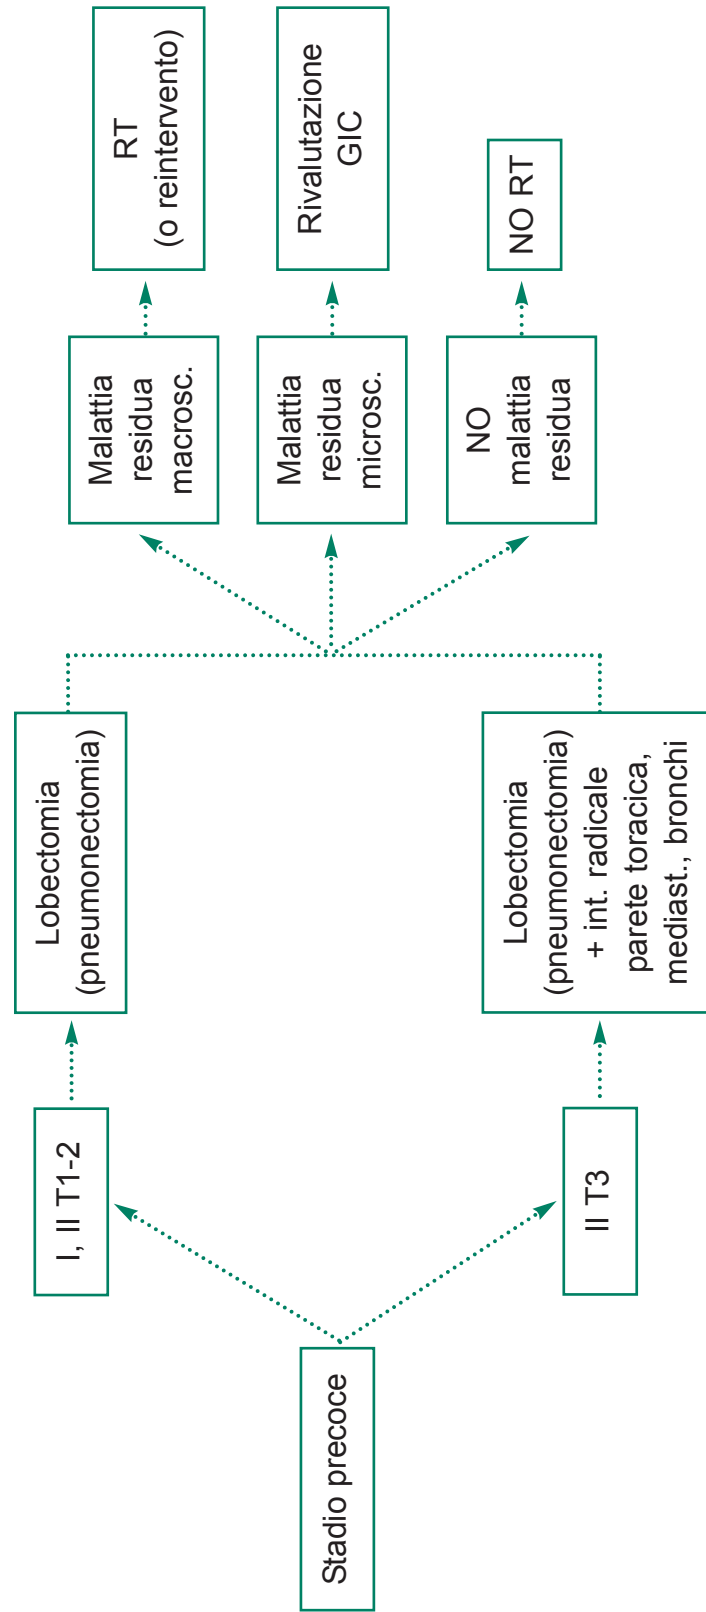 Stadio precoce
I, II T1-2
II T3
Lobectomia
(pneumonectomia)
Lobectomia
(pneumonectomia)
+ int. radicale
parete toracica,
mediast., bronchi
Malattia
residua
macrosc.
Malattia
residua
microsc.
NO
malattia
residua
RT
(o reintervento)
Rivalutazione
GIC
NO RT